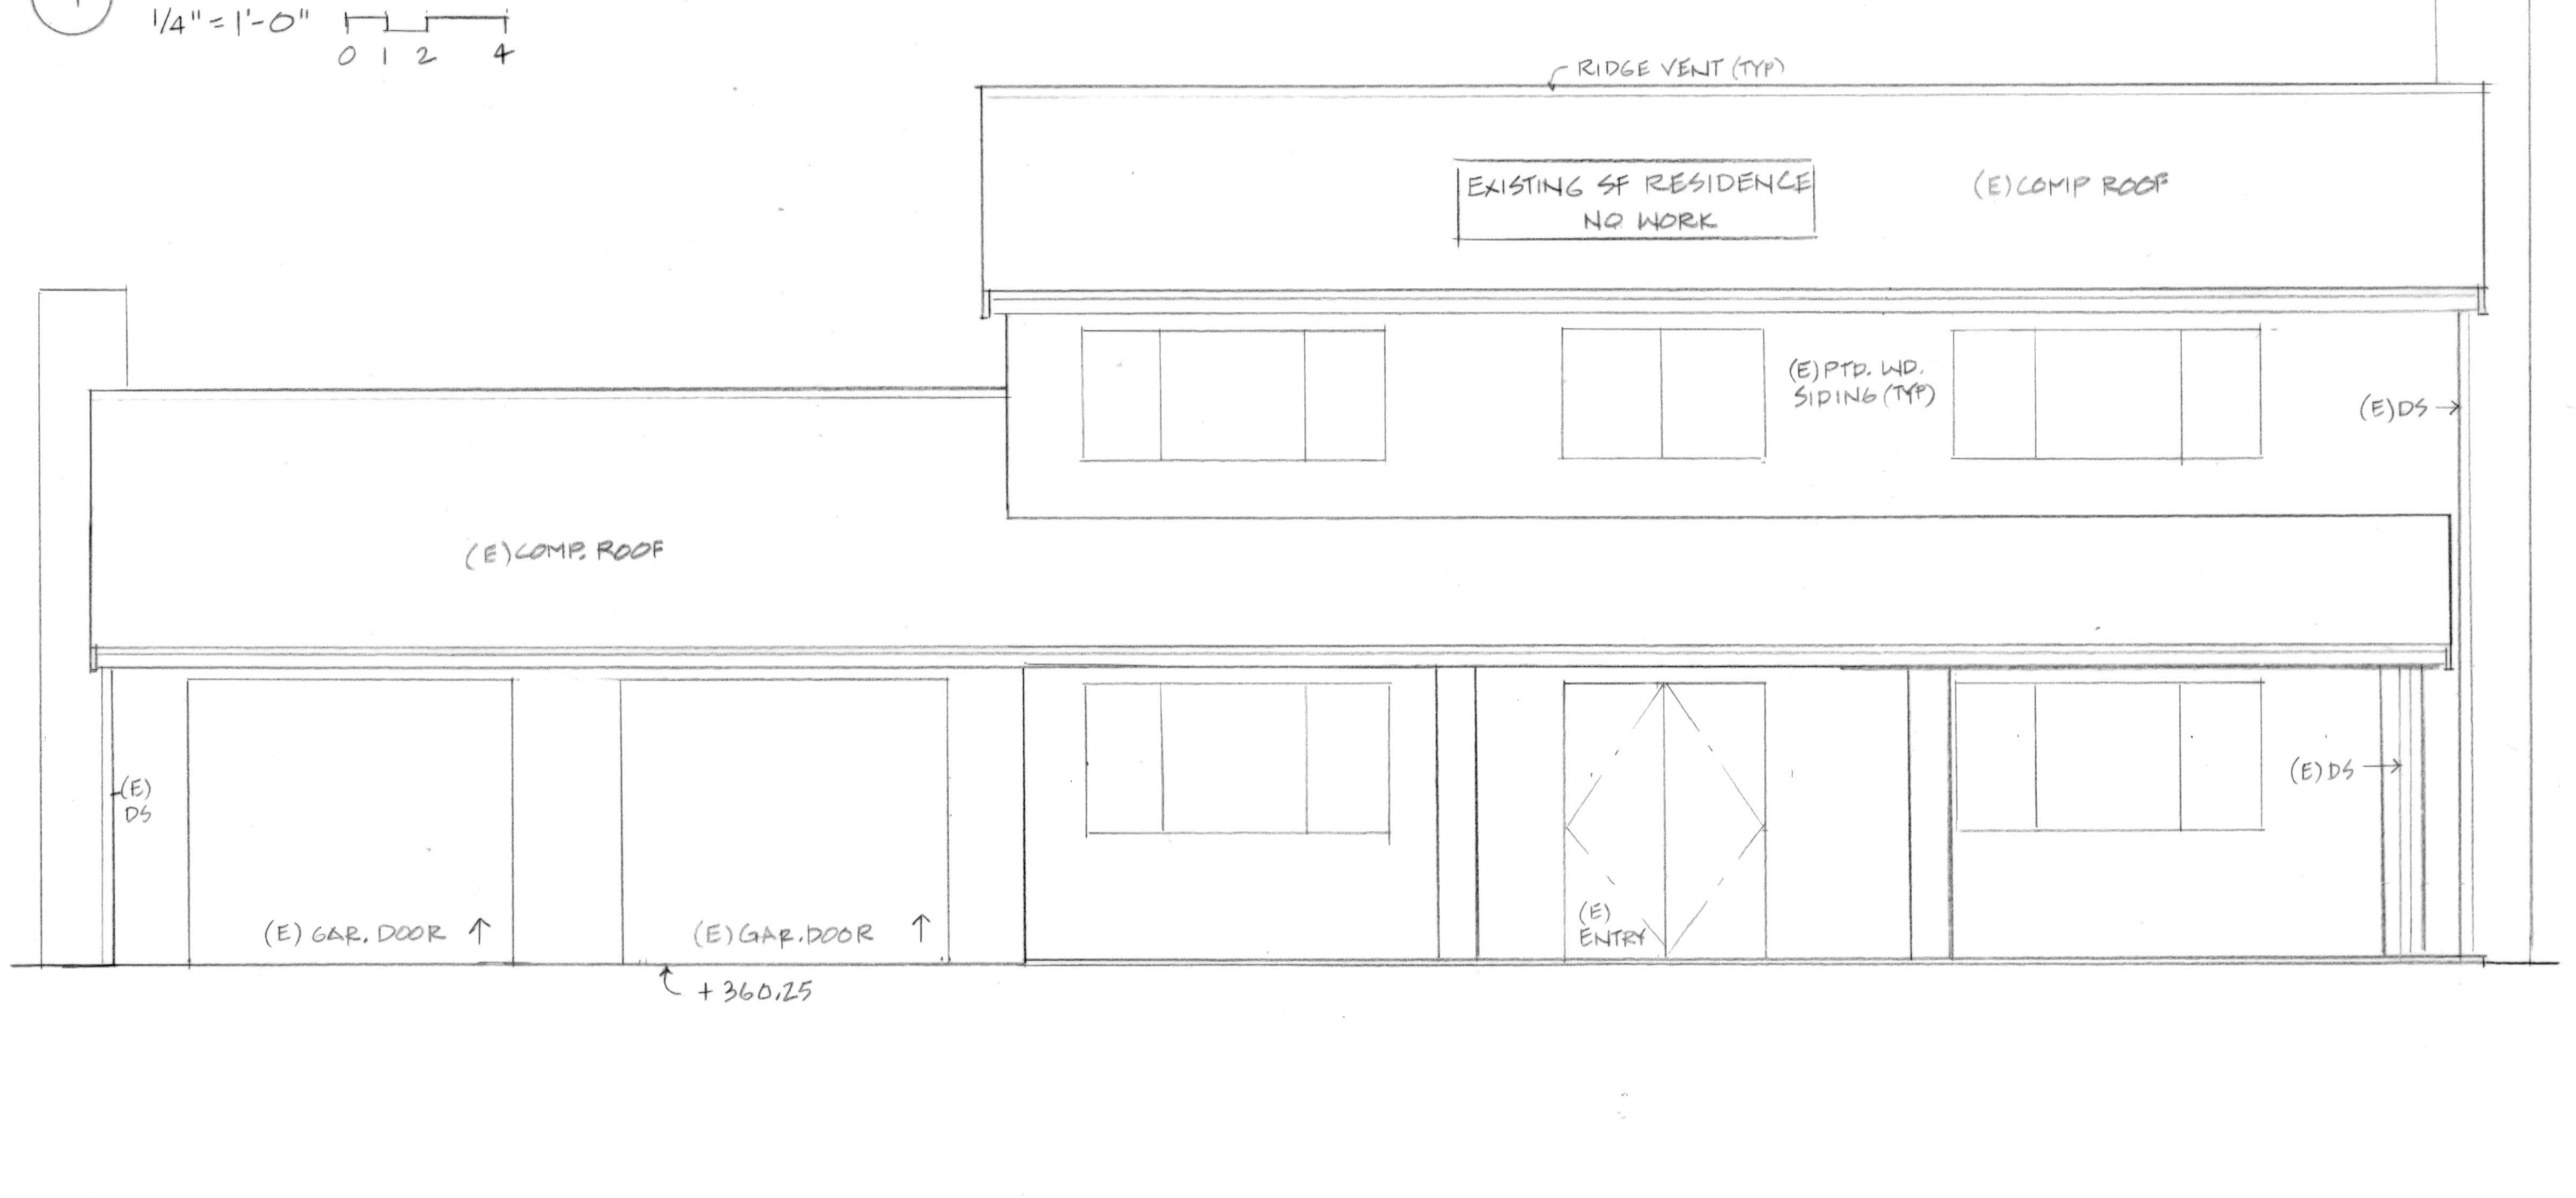 1/4" = 1'-0"
0 1 2 4
RIDGE VENT (TYP)
EXISTING SF RESIDENCE
NO WORK
(E) COMP ROOF
(E) PTD. WD.
SIDING (TYP)
(E) DS
(E) COMP. ROOF
(E)
DS
(E) DS
(E) GAR. DOOR
(E) GAR. DOOR
(E)
ENTRY
+360.25